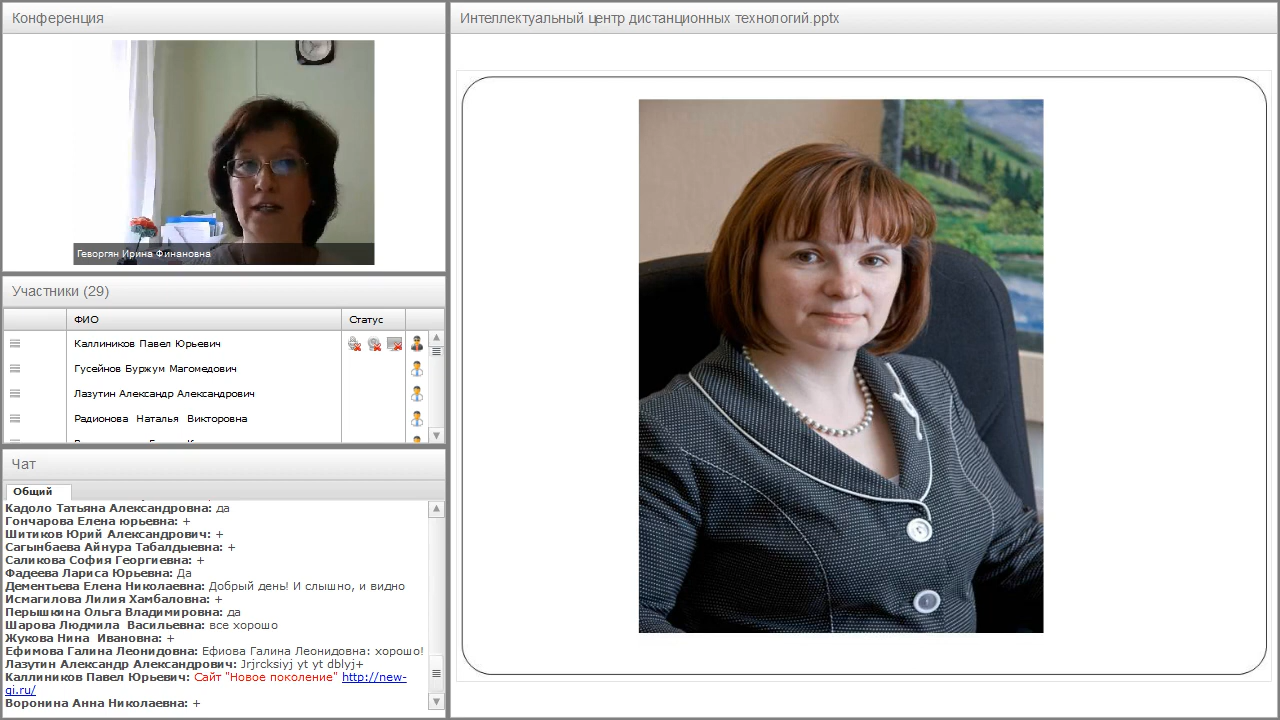 Конференция
Геворгян Ирина Финановна
Участники (29)
ФИО
Статус
Каллиников Павел Юрьевич
Гусейнов Буржум Магомедович
Лазутин Александр Александрович
Радионова Наталья Викторовна
Чат
Общий
Кадоло Татьяна Александровна: да
Гончарова Елена юрьевна: +
Шитиков Юрий Александрович: +
Сагынбаева Айнура Табалдыевна: +
Саликова София Георгиевна: +
Фадеева Лариса Юрьевна: Да
Дементьева Елена Николаевна: Добрый день! И слышно, и видно
Исмагилова Лилия Хамбаловна: +
Перышкина Ольга Владимировна: да
Шарова Людмила Васильевна: все хорошо
Жукова Нина Ивановна: +
Ефимова Галина Леонидовна: Ефиова Галина Леонидовна: хорошо!
Лазутин Александр Александрович: Jrjrcksiyj yt yt dblyj+
Каллиников Павел Юрьевич: Сайт "Новое поколение" http://new-
gi.ru/
Воронина Анна Николаевна: +
Интеллектуальный центр дистанционных технологий.pptx